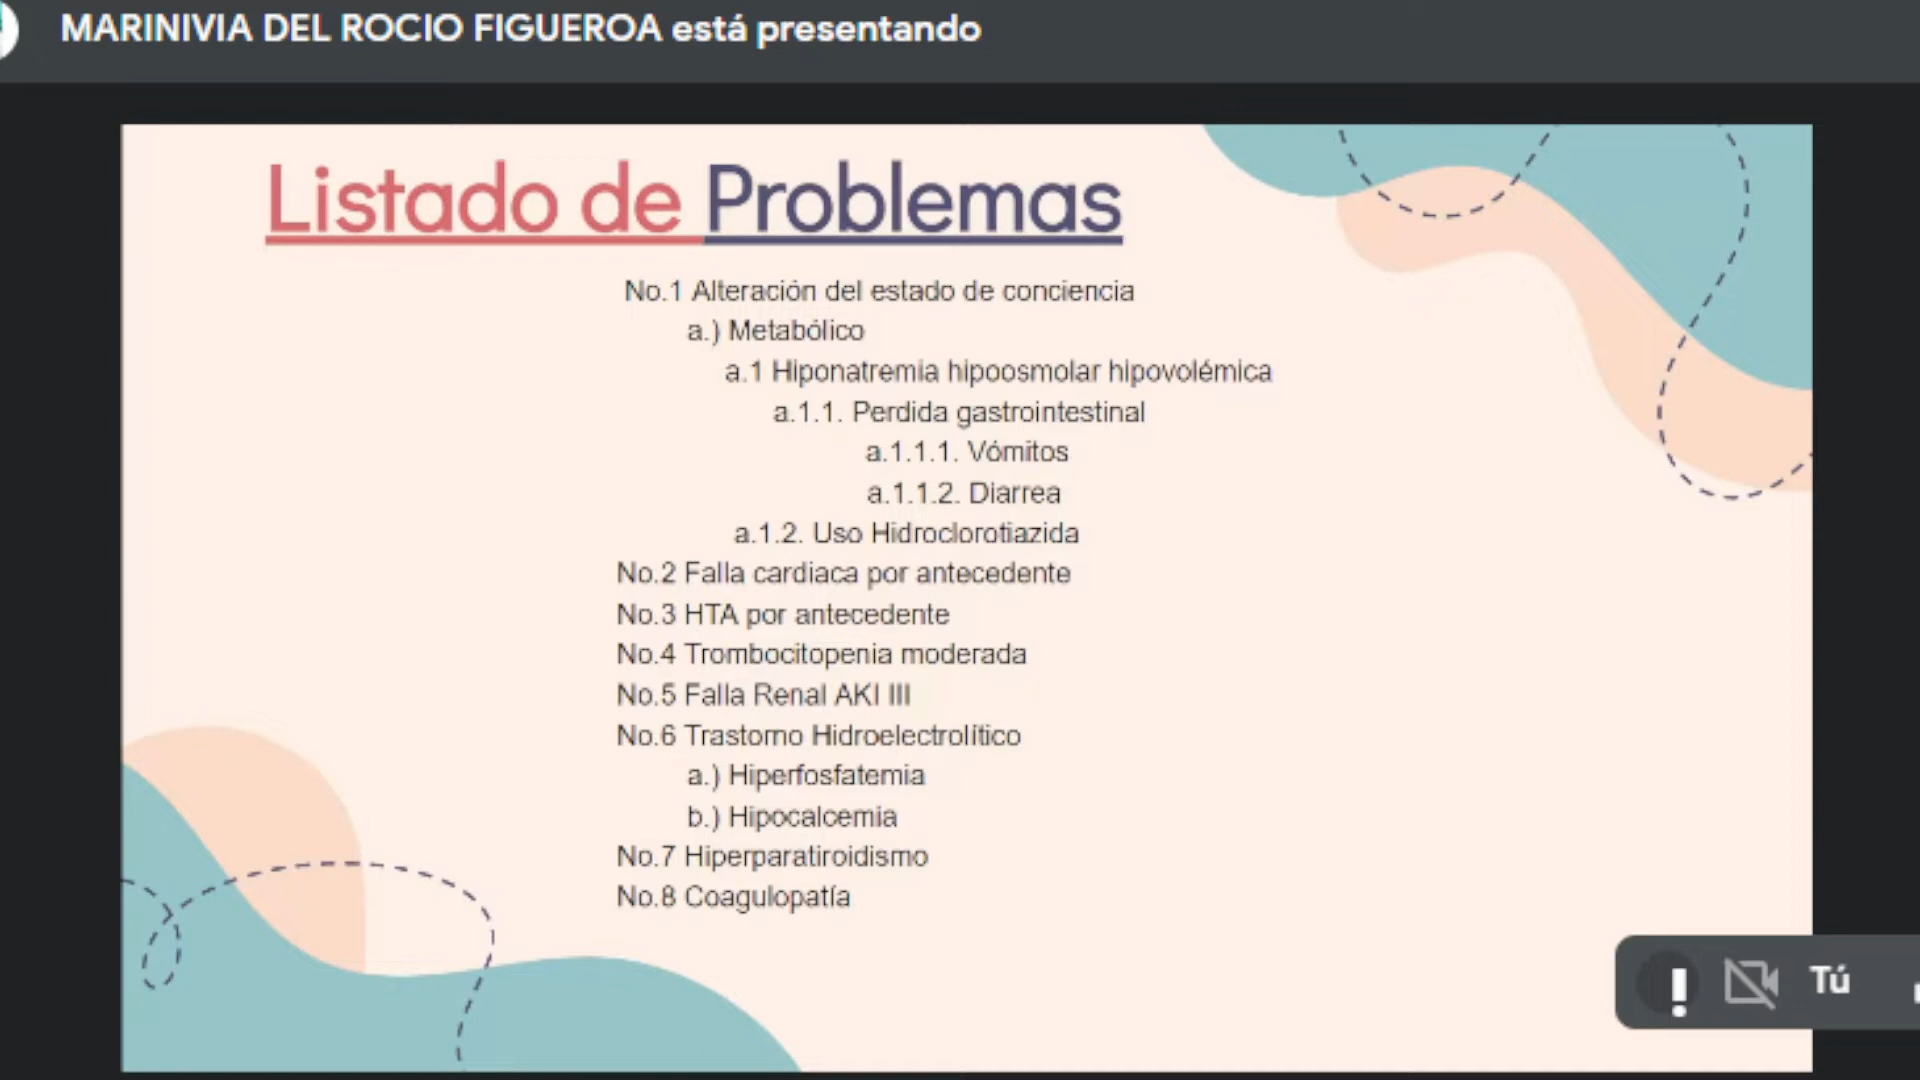 MARINIVIA DEL ROCIO FIGUEROA está presentando
Listado de Problemas
No.1 Alteración del estado de conciencia
a.) Metabólico
a.1 Hiponatremia hipoosmolar hipovolémica
a.1.1. Perdida gastrointestinal
a.1.1.1. Vómitos
a.1.1.2. Diarrea
a.1.2. Uso Hidroclorotiazida
No.2 Falla cardiaca por antecedente
No.3 HTA por antecedente
No.4 Trombocitopenia moderada
No.5 Falla Renal AKI III
No.6 Trastorno Hidroelectrolítico
a.) Hiperfosfatemia
b.) Hipocalcemia
No.7 Hiperparatiroidismo
No.8 Coagulopatía
Tú